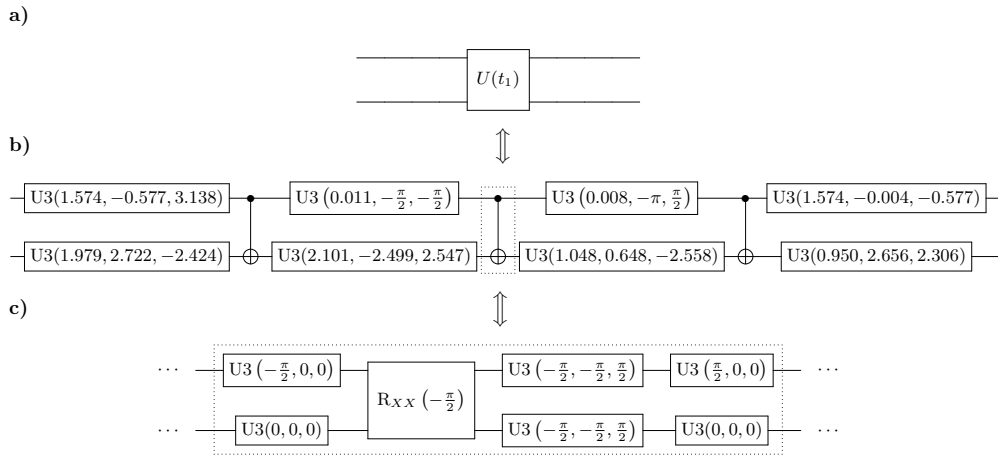 a)
U(t₁)
⇕
b)
U3(1.574, −0.577, 3.138) U3(0.011, −π/2, −π/2) U3(0.008, −π, π/2) U3(1.574, −0.004, −0.577)
U3(1.979, 2.722, −2.424) U3(2.101, −2.499, 2.547) U3(1.048, 0.648, −2.558) U3(0.950, 2.656, 2.306)
⇕
c)
··· U3(−π/2, 0, 0) U3(−π/2, −π/2, π/2) U3(π/2, 0, 0) ···
R_XX(−π/2)
··· U3(0, 0, 0) U3(−π/2, −π/2, π/2) U3(0, 0, 0) ···